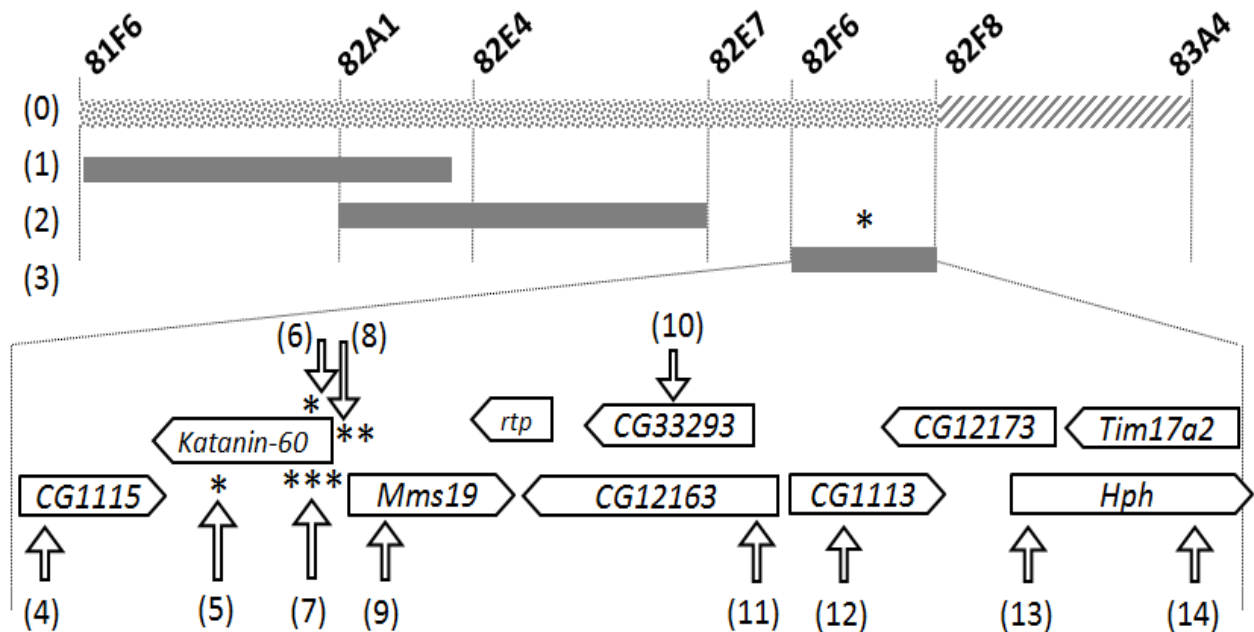 81F6 82A1 82E4 82E7 82F6 82F8 83A4
(0)
(1)
(2) *
(3)
(6) (8) (10)
* rtp CG33293 CG12173 Tim17a2
Katanin-60 **
* ***
CG1115 Mms19 CG12163 CG1113 Hph
(4) (5) (7) (9) (11) (12) (13) (14)